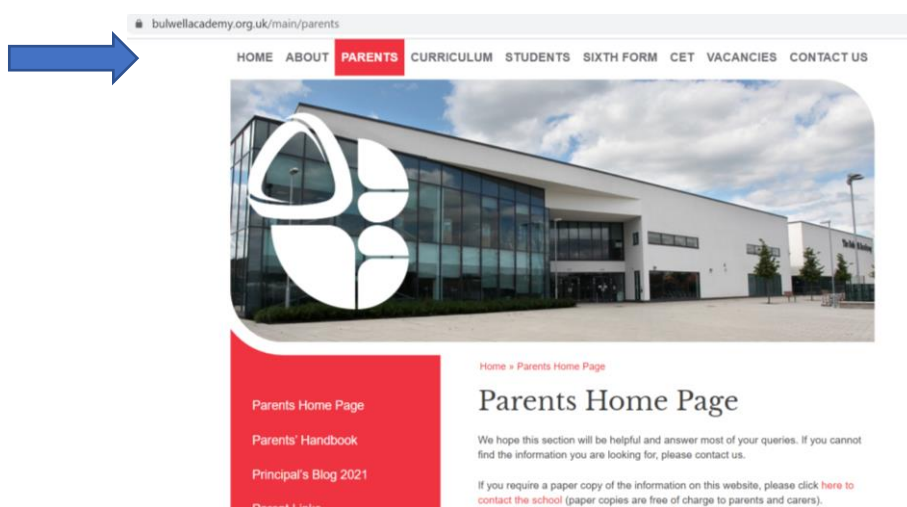 bulwellacademy.org.uk/main/parents
HOME ABOUT PARENTS CURRICULUM STUDENTS SIXTH FORM CET VACANCIES CONTACT US
Home » Parents Home Page
Parents Home Page
Parents Home Page
Parents' Handbook
Principal's Blog 2021
Parent Links
We hope this section will be helpful and answer most of your queries. If you cannot
find the information you are looking for, please contact us.
If you require a paper copy of the information on this website, please click here to
contact the school (paper copies are free of charge to parents and carers).